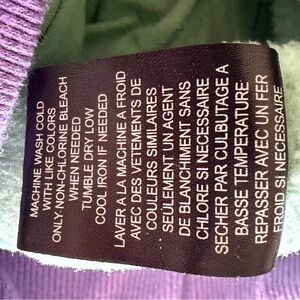 MACHINE WASH COLD
WITH LIKE COLORS
ONLY NON-CHLORINE BLEACH
WHEN NEEDED
TUMBLE DRY LOW
COOL IRON IF NEEDED
LAVER A LA MACHINE A FROID
AVEC DES VETEMENTS DE
COULEURS SIMILAIRES
SEULEMENT UN AGENT
DE BLANCHIMENT SANS
CHLORE SI NECESSAIRE
SECHER PAR CULBUTAGE A
BASSE TEMPERATURE
REPASSER AVEC UN FER
FROID SI NECESSAIRE